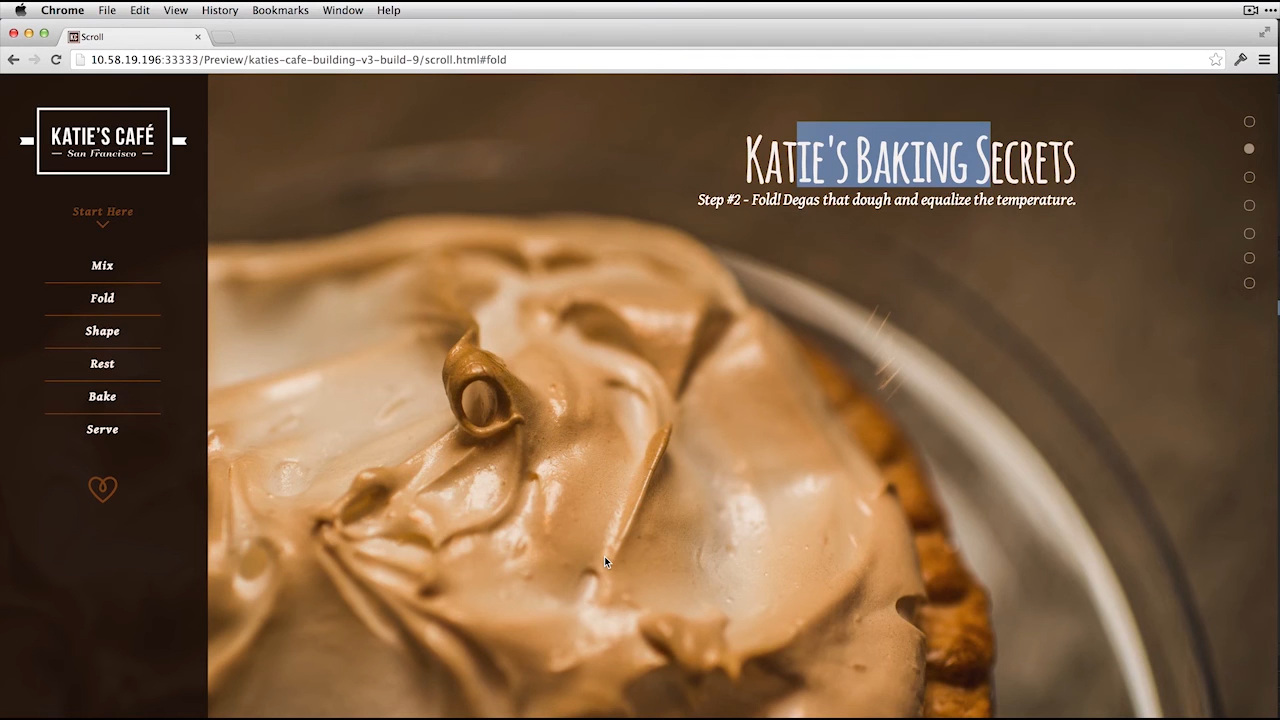 Chrome File Edit View History Bookmarks Window Help
Scroll
10.58.19.196:33333/Preview/katies-cafe-building-v3-build-9/scroll.html#fold
KATIE'S CAFÉ
San Francisco
Start Here
Mix
Fold
Shape
Rest
Bake
Serve
KATIE'S BAKING SECRETS
Step #2 - Fold! Degas that dough and equalize the temperature.